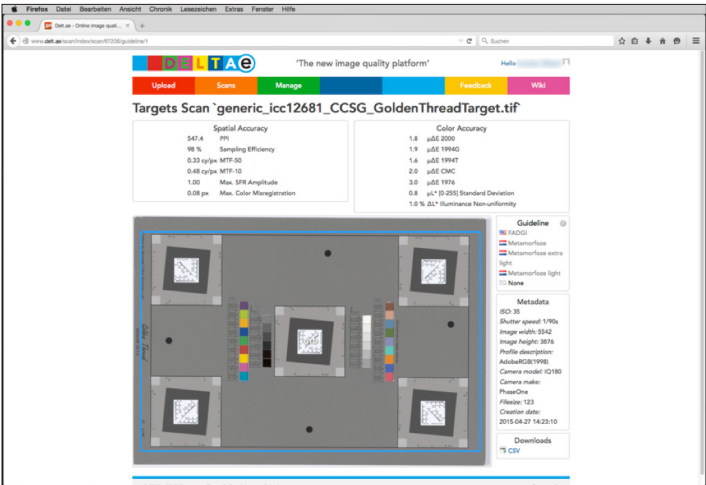 Firefox Datei Bearbeiten Ansicht Chronik Lesezeichen Extras Fenster Hilfe
Delt.ae - Online image quali...
www.delt.ae/scan/index/scan/67206/guideline/1
Suchen
DELTAe
'The new image quality platform'
Hello
Upload Scans Manage Feedback Wiki
Targets Scan `generic_icc12681_CCSG_GoldenThreadTarget.tif`
Spatial Accuracy
547.4 PPI
98 % Sampling Efficiency
0.33 cy/px MTF-50
0.48 cy/px MTF-10
1.00 Max. SFR Amplitude
0.08 px Max. Color Misregistration
Color Accuracy
1.8 µΔE 2000
1.9 µΔE 1994G
1.6 µΔE 1994T
2.0 µΔE CMC
3.0 µΔE 1976
0.8 µL* [0-255] Standard Deviation
1.0 % ΔL* Illuminance Non-uniformity
Guideline
FADGI
Metamorfoze
Metamorfoze extra
light
Metamorfoze light
None
Metadata
ISO: 35
Shutter speed: 1/90s
Image width: 5542
Image height: 3876
Profile description:
AdobeRGB(1998)
Camera model: IQ180
Camera make:
PhaseOne
Filesize: 123
Creation date:
2015-04-27 14:23:10
Downloads
CSV